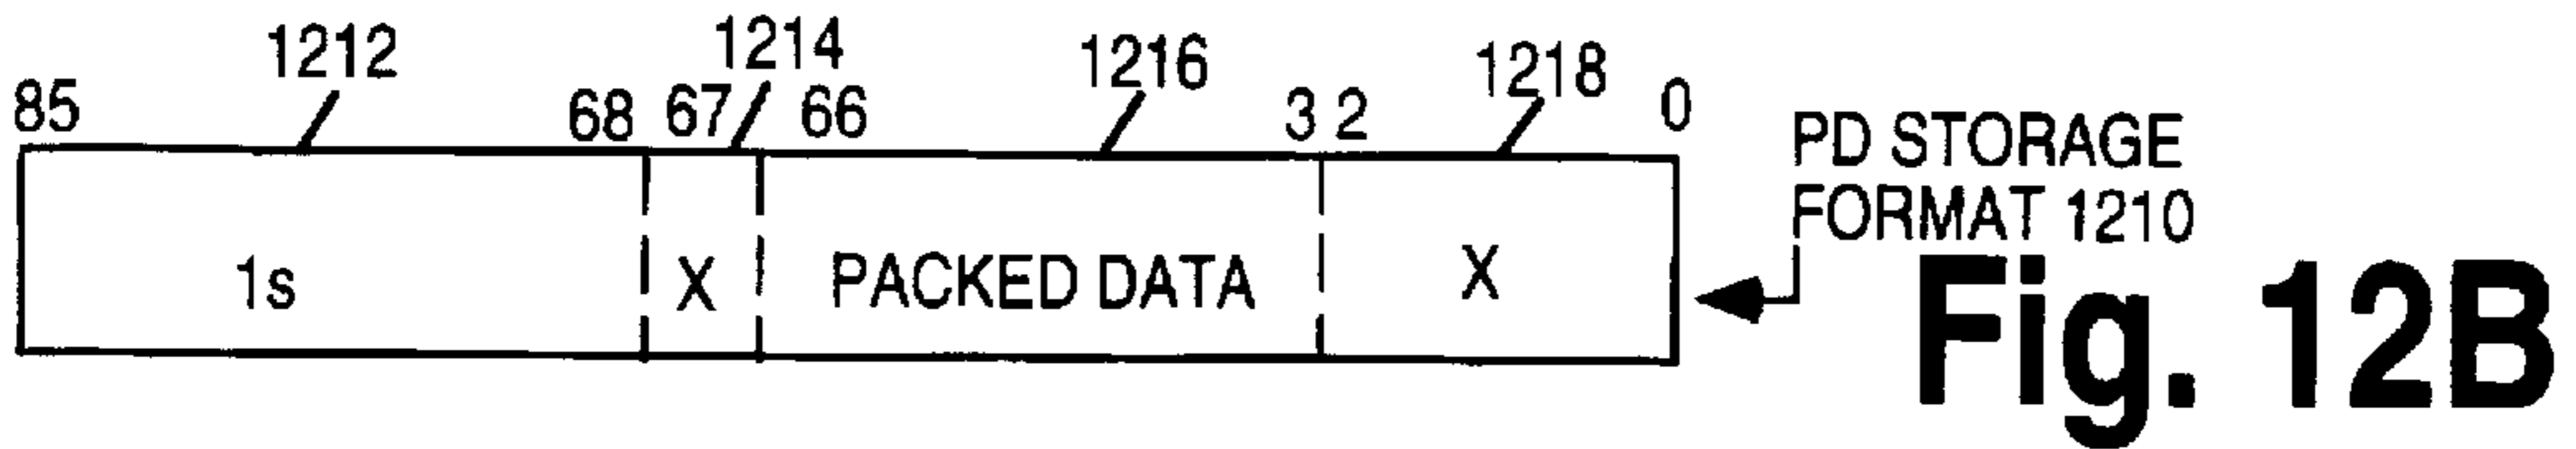 1212 1214 1216 1218
85 68 67 66 3 2 0
PD STORAGE
FORMAT 1210
1s X PACKED DATA X
Fig. 12B